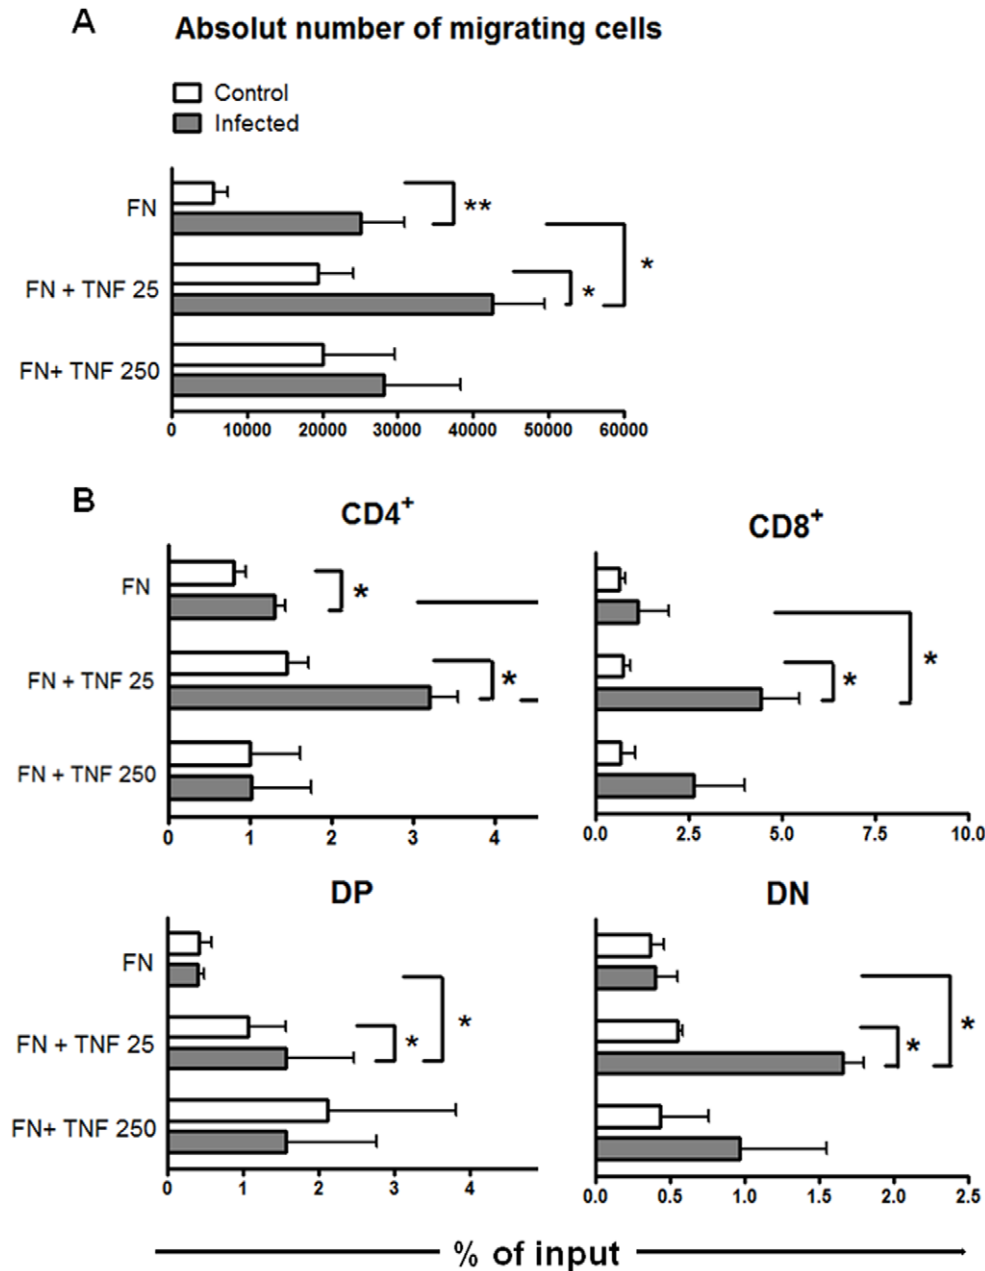 A
Absolut number of migrating cells
Control
Infected
FN
**
*
FN + TNF 25
*
FN+ TNF 250
0 10000 20000 30000 40000 50000 60000
B
CD4+
CD8+
FN
*
*
FN + TNF 25
*
*
FN + TNF 250
0 1 2 3 4
0.0 2.5 5.0 7.5 10.0
DP
DN
FN
*
*
FN + TNF 25
*
*
FN+ TNF 250
0 1 2 3 4
0.0 0.5 1.0 1.5 2.0 2.5
% of input